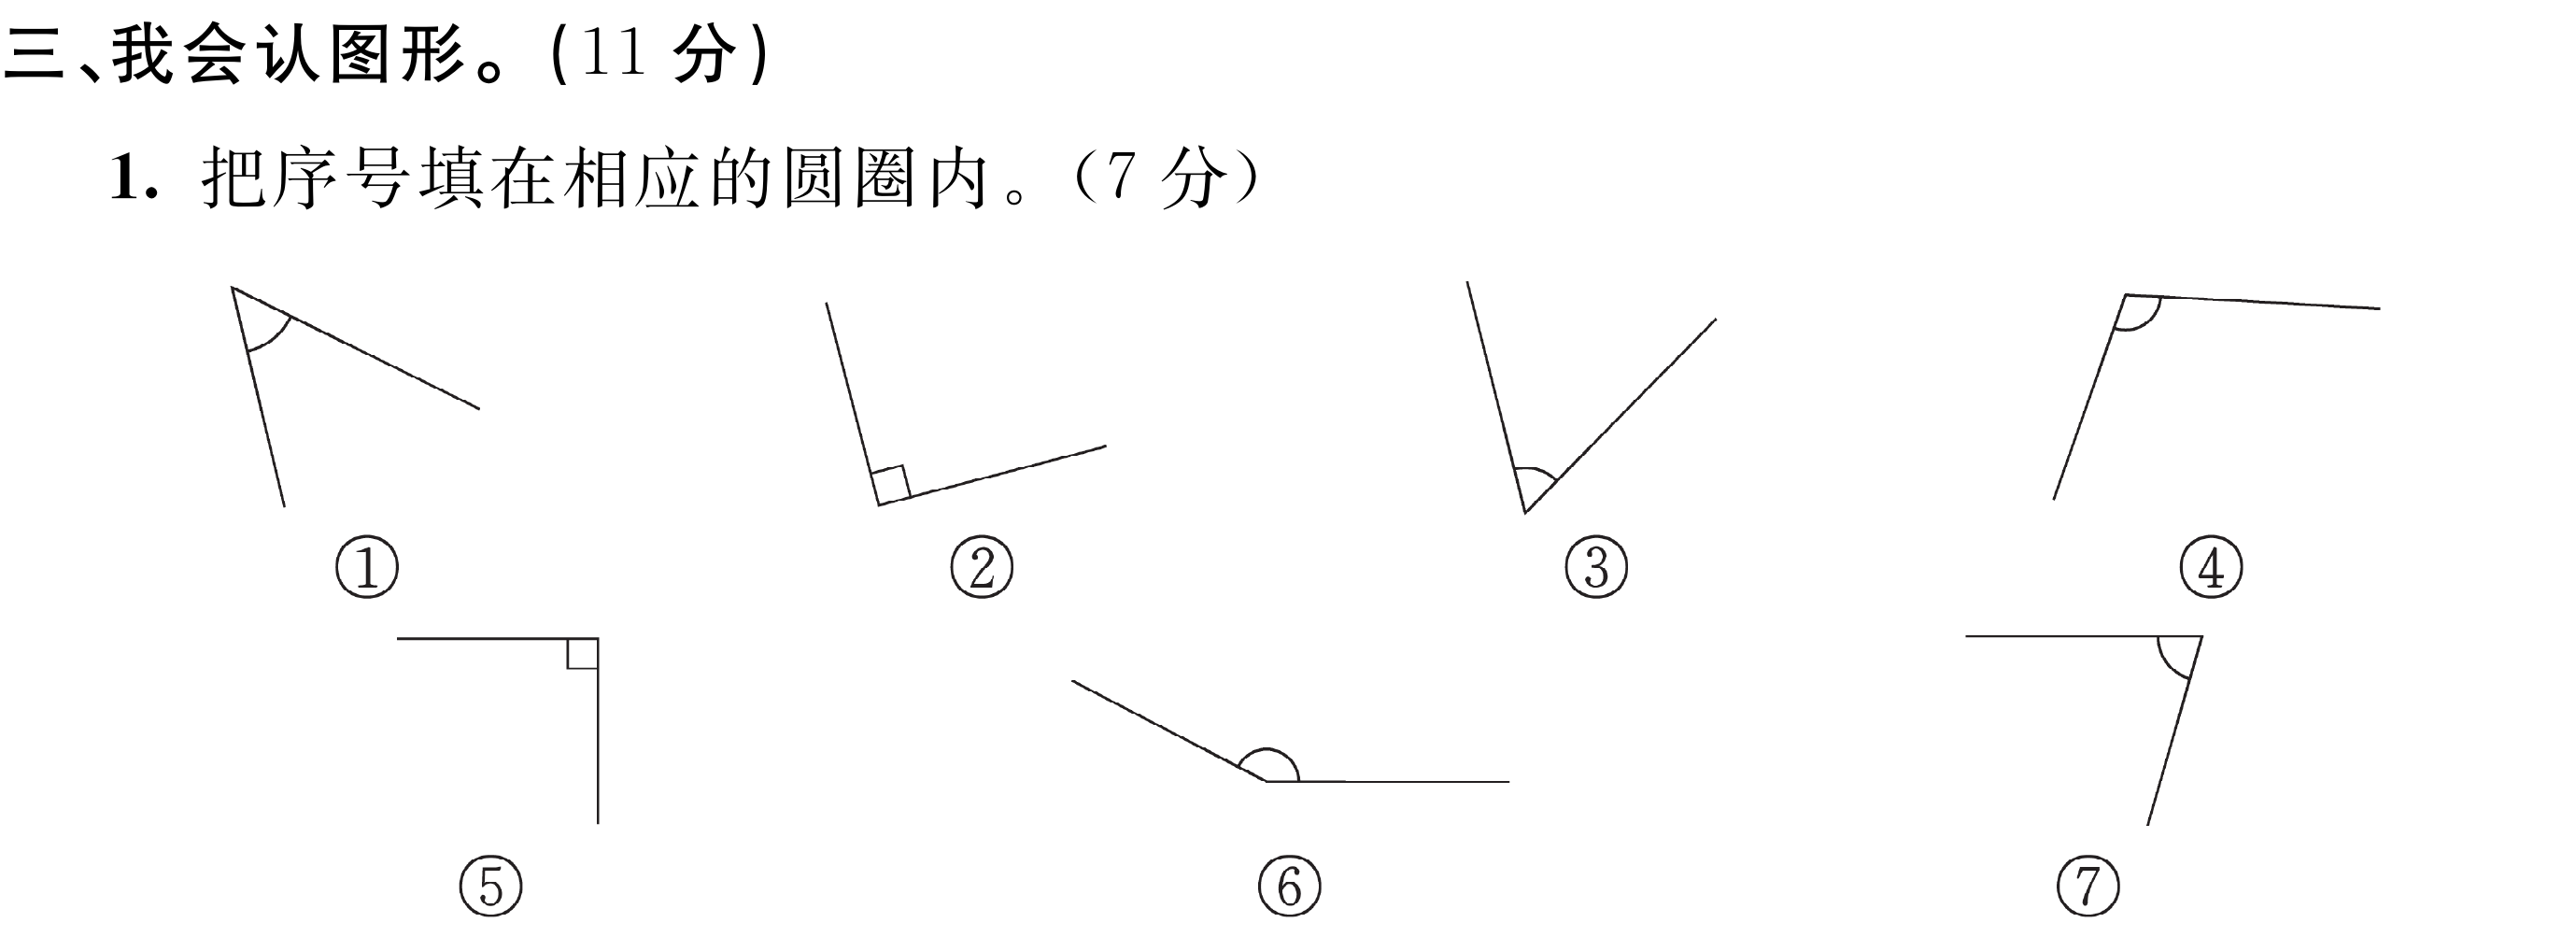 三、我会认图形。(11 分)
1. 把序号填在相应的圆圈内。(7 分)
① ② ③ ④
⑤ ⑥ ⑦